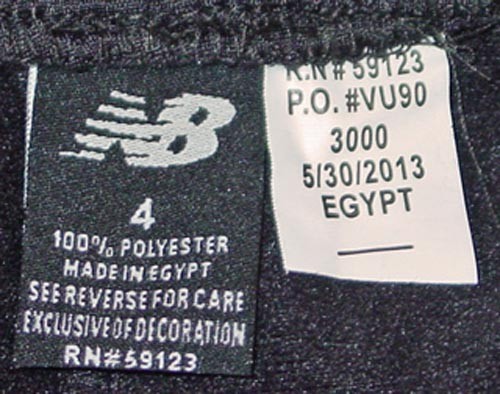 NB
4
100% POLYESTER
MADE IN EGYPT
SEE REVERSE FOR CARE
EXCLUSIVE OF DECORATION
RN#59123
R.N# 59123
P.O. #VU90
3000
5/30/2013
EGYPT